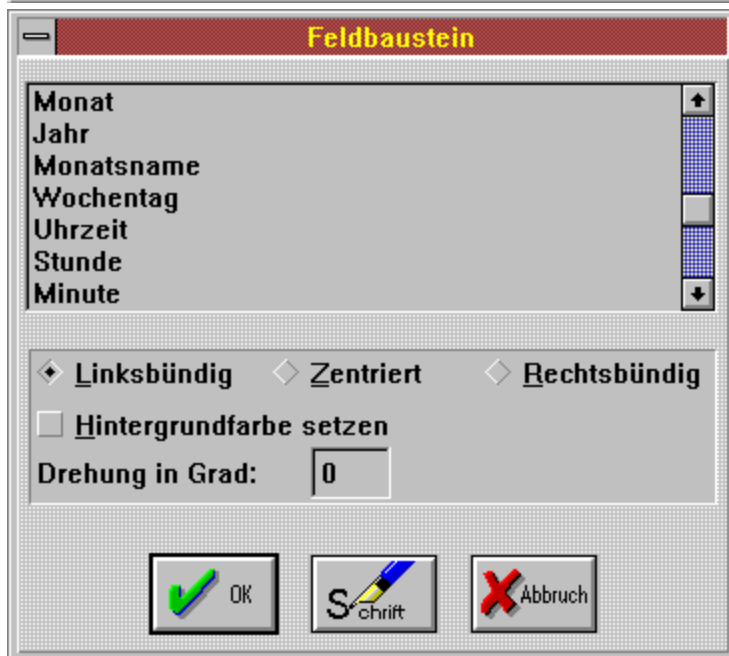 Feldbaustein
Monat
Jahr
Monatsname
Wochentag
Uhrzeit
Stunde
Minute
Linksbündig Zentriert Rechtsbündig
Hintergrundfarbe setzen
Drehung in Grad: 0
OK Schrift Abbruch